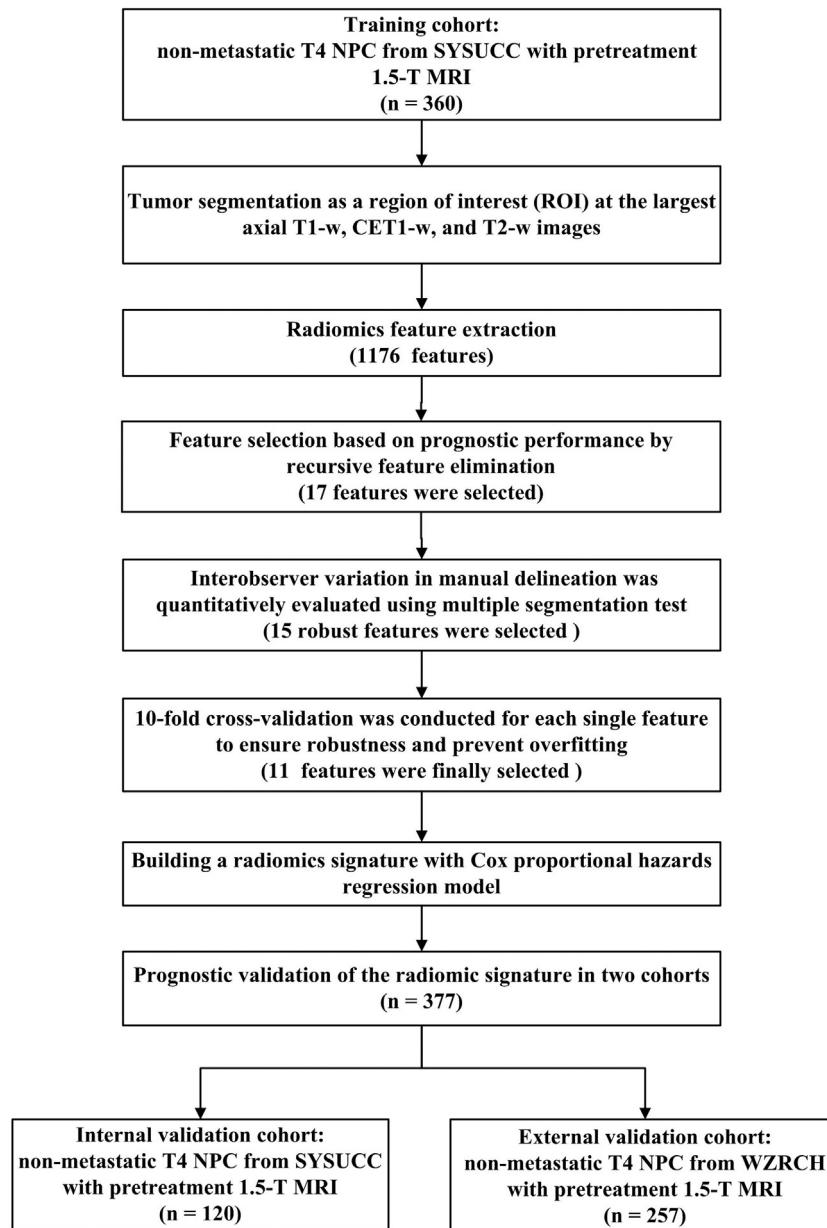 Training cohort:
non-metastatic T4 NPC from SYSUCC with pretreatment
1.5-T MRI
(n = 360)
Tumor segmentation as a region of interest (ROI) at the largest
axial T1-w, CET1-w, and T2-w images
Radiomics feature extraction
(1176 features)
Feature selection based on prognostic performance by
recursive feature elimination
(17 features were selected)
Interobserver variation in manual delineation was
quantitatively evaluated using multiple segmentation test
(15 robust features were selected )
10-fold cross-validation was conducted for each single feature
to ensure robustness and prevent overfitting
(11 features were finally selected )
Building a radiomics signature with Cox proportional hazards
regression model
Prognostic validation of the radiomic signature in two cohorts
(n = 377)
Internal validation cohort:
non-metastatic T4 NPC from SYSUCC
with pretreatment 1.5-T MRI
(n = 120)
External validation cohort:
non-metastatic T4 NPC from WZRCH
with pretreatment 1.5-T MRI
(n = 257)